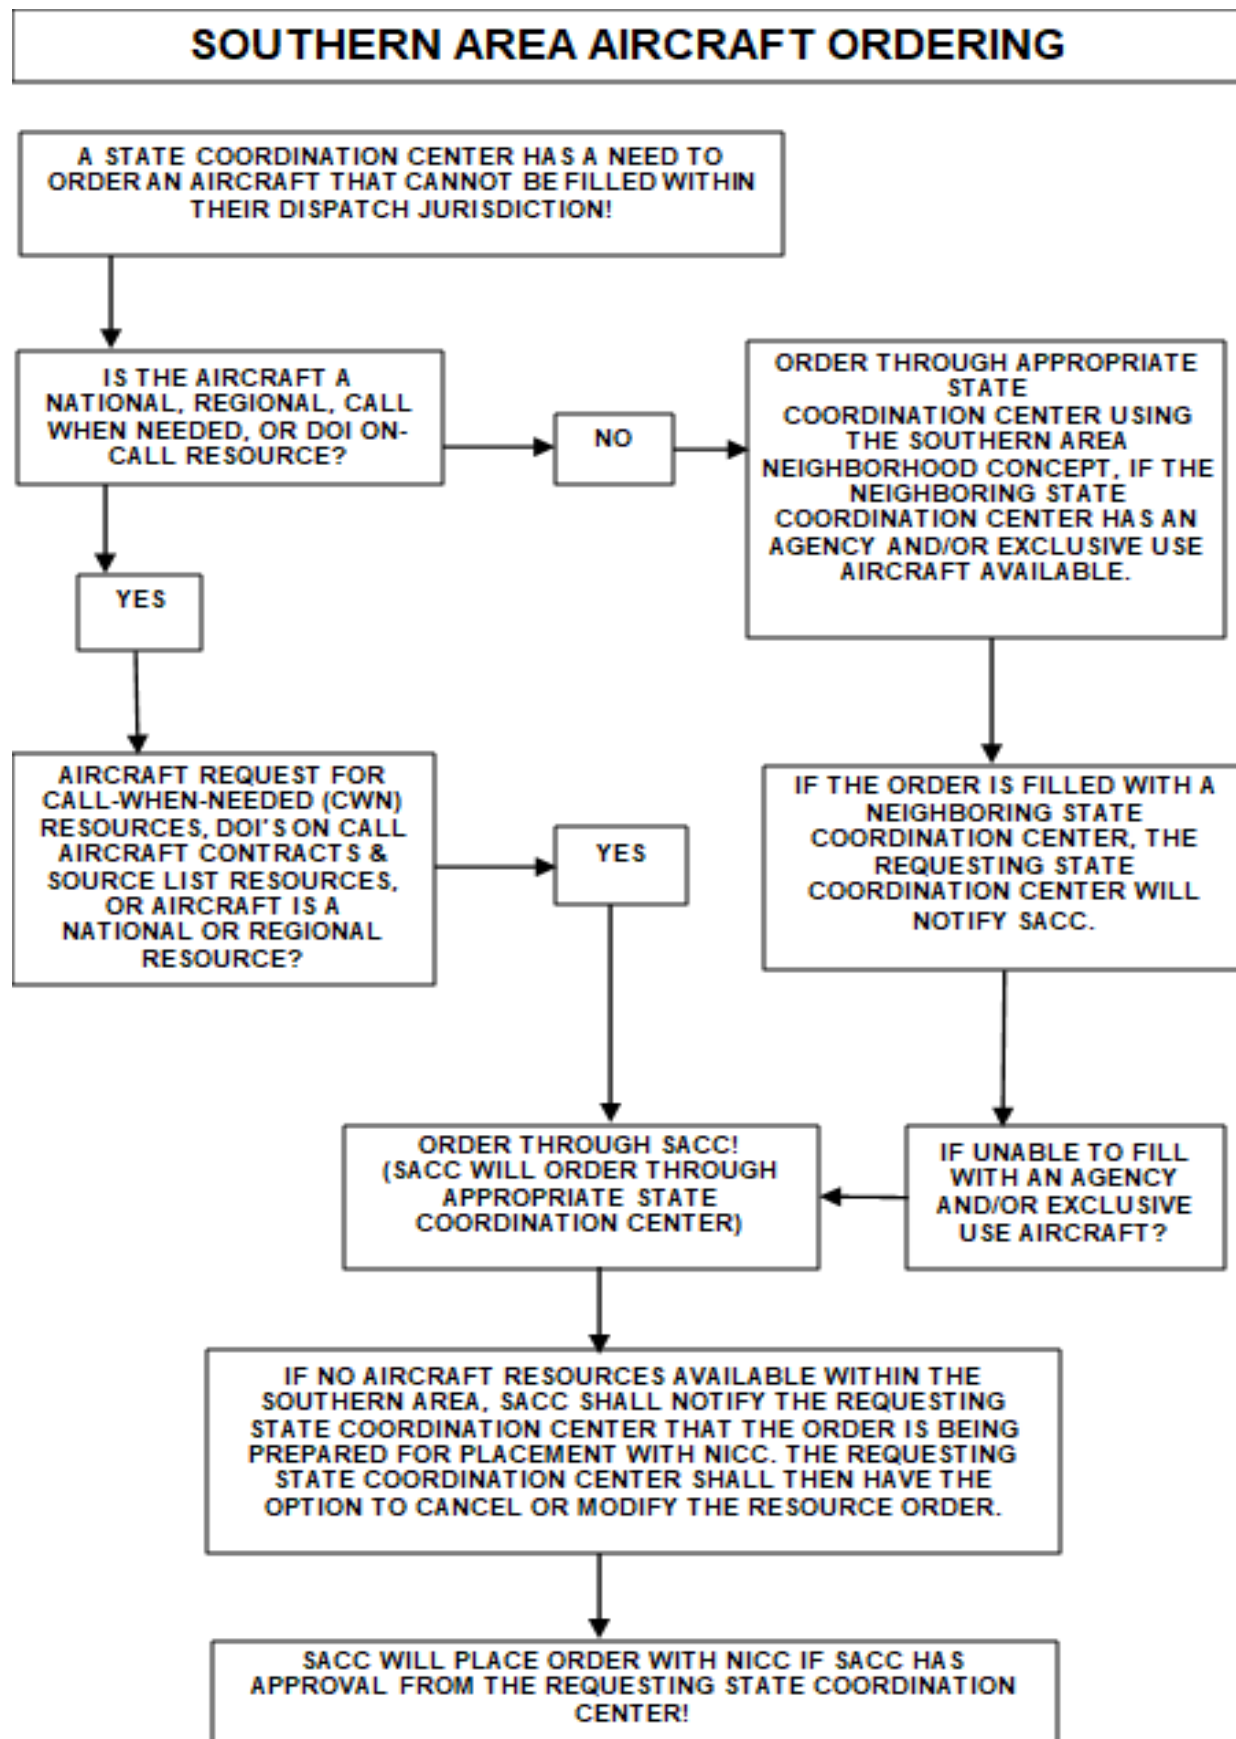 SOUTHERN AREA AIRCRAFT ORDERING
A STATE COORDINATION CENTER HAS A NEED TO
ORDER AN AIRCRAFT THAT CANNOT BE FILLED WITHIN
THEIR DISPATCH JURISDICTION!
IS THE AIRCRAFT A
NATIONAL, REGIONAL, CALL
WHEN NEEDED, OR DOI ON-
CALL RESOURCE?
NO
ORDER THROUGH APPROPRIATE
STATE
COORDINATION CENTER USING
THE SOUTHERN AREA
NEIGHBORHOOD CONCEPT, IF THE
NEIGHBORING STATE
COORDINATION CENTER HAS AN
AGENCY AND/OR EXCLUSIVE USE
AIRCRAFT AVAILABLE.
YES
AIRCRAFT REQUEST FOR
CALL-WHEN-NEEDED (CWN)
RESOURCES, DOI'S ON CALL
AIRCRAFT CONTRACTS &
SOURCE LIST RESOURCES,
OR AIRCRAFT IS A
NATIONAL OR REGIONAL
RESOURCE?
YES
IF THE ORDER IS FILLED WITH A
NEIGHBORING STATE
COORDINATION CENTER, THE
REQUESTING STATE
COORDINATION CENTER WILL
NOTIFY SACC.
ORDER THROUGH SACC!
(SACC WILL ORDER THROUGH
APPROPRIATE STATE
COORDINATION CENTER)
IF UNABLE TO FILL
WITH AN AGENCY
AND/OR EXCLUSIVE
USE AIRCRAFT?
IF NO AIRCRAFT RESOURCES AVAILABLE WITHIN THE
SOUTHERN AREA, SACC SHALL NOTIFY THE REQUESTING
STATE COORDINATION CENTER THAT THE ORDER IS BEING
PREPARED FOR PLACEMENT WITH NICC. THE REQUESTING
STATE COORDINATION CENTER SHALL THEN HAVE THE
OPTION TO CANCEL OR MODIFY THE RESOURCE ORDER.
SACC WILL PLACE ORDER WITH NICC IF SACC HAS
APPROVAL FROM THE REQUESTING STATE COORDINATION
CENTER!